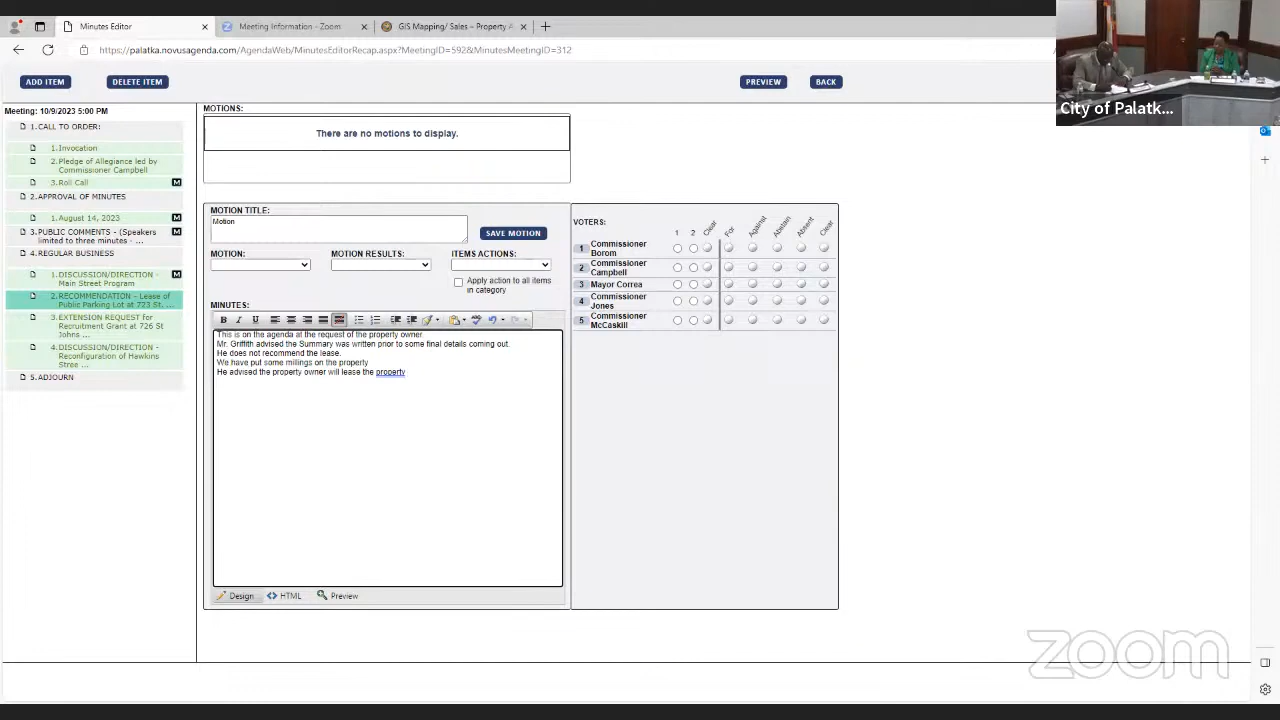 Minutes Editor
Meeting Information - Zoom
GIS Mapping/ Sales – Property A
https://palatka.novusagenda.com/AgendaWeb/MinutesEditorRecap.aspx?MeetingID=592&MinutesMeetingID=312
ADD ITEM
DELETE ITEM
PREVIEW
BACK
City of Palatk...
Meeting: 10/9/2023 5:00 PM
1.CALL TO ORDER:
1.Invocation
2.Pledge of Allegiance led by
Commissioner Campbell
3.Roll Call M
2.APPROVAL OF MINUTES
1.August 14, 2023 M
3.PUBLIC COMMENTS - (Speakers M
limited to three minutes - ...
4.REGULAR BUSINESS
1.DISCUSSION/DIRECTION - M
Main Street Program
2.RECOMMENDATION - Lease of
Public Parking Lot at 723 St. ...
3.EXTENSION REQUEST for
Recruitment Grant at 726 St
Johns ...
4.DISCUSSION/DIRECTION -
Reconfiguration of Hawkins
Stree ...
5.ADJOURN
MOTIONS:
There are no motions to display.
MOTION TITLE:
Motion
SAVE MOTION
MOTION:
MOTION RESULTS:
ITEMS ACTIONS:
Apply action to all items
in category
MINUTES:
B I U
This is on the agenda at the request of the property owner.
Mr. Griffith advised the Summary was written prior to some final details coming out.
He does not recommend the lease.
We have put some millings on the property
He advised the property owner will lease the property
Design
HTML
Preview
VOTERS:
1 2 Clear For Against Abstain Absent Clear
1 Commissioner
Borom
2 Commissioner
Campbell
3 Mayor Correa
4 Commissioner
Jones
5 Commissioner
McCaskill
zoom